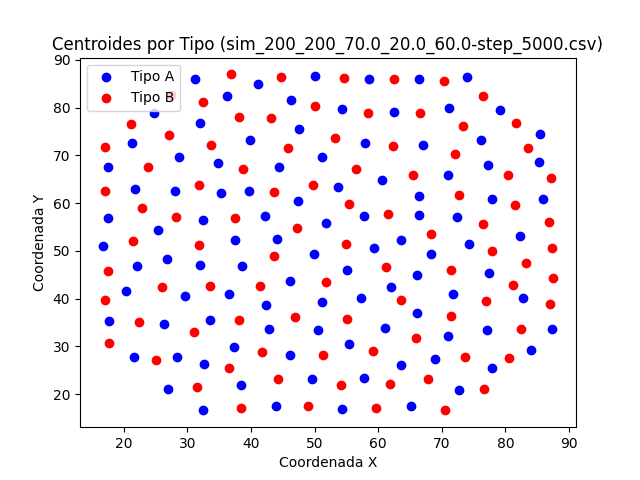 Centroides por Tipo (sim_200_200_70.0_20.0_60.0-step_5000.csv)
Tipo A
Tipo B
90
80
70
60
50
40
30
20
Coordenada Y
20 30 40 50 60 70 80 90
Coordenada X